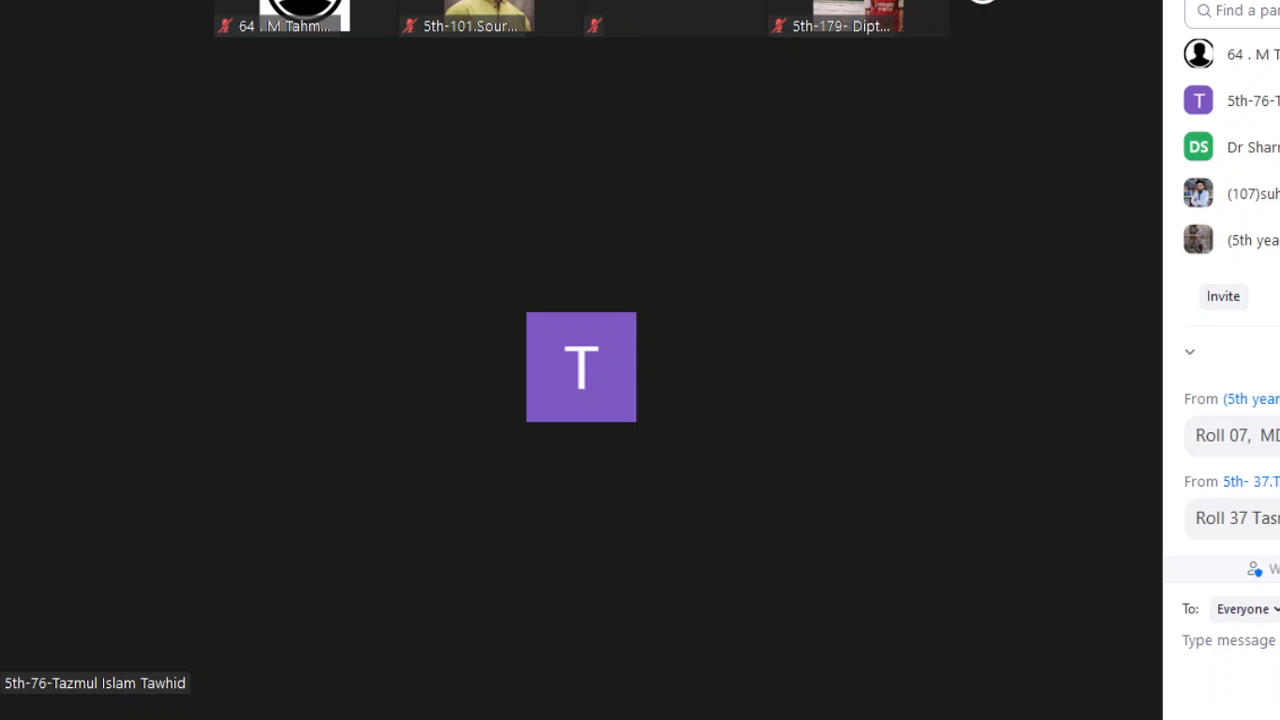 64 . M Tahm...
5th-101.Sour...
5th-179- Dipt...
T
5th-76-Tazmul Islam Tawhid
Find a pa
64 . M T
T
5th-76-T
DS
Dr Shar
(107)suh
(5th yea
Invite
From (5th year
Roll 07, MD
From 5th- 37.T
Roll 37 Tas
W
To: Everyone
Type message